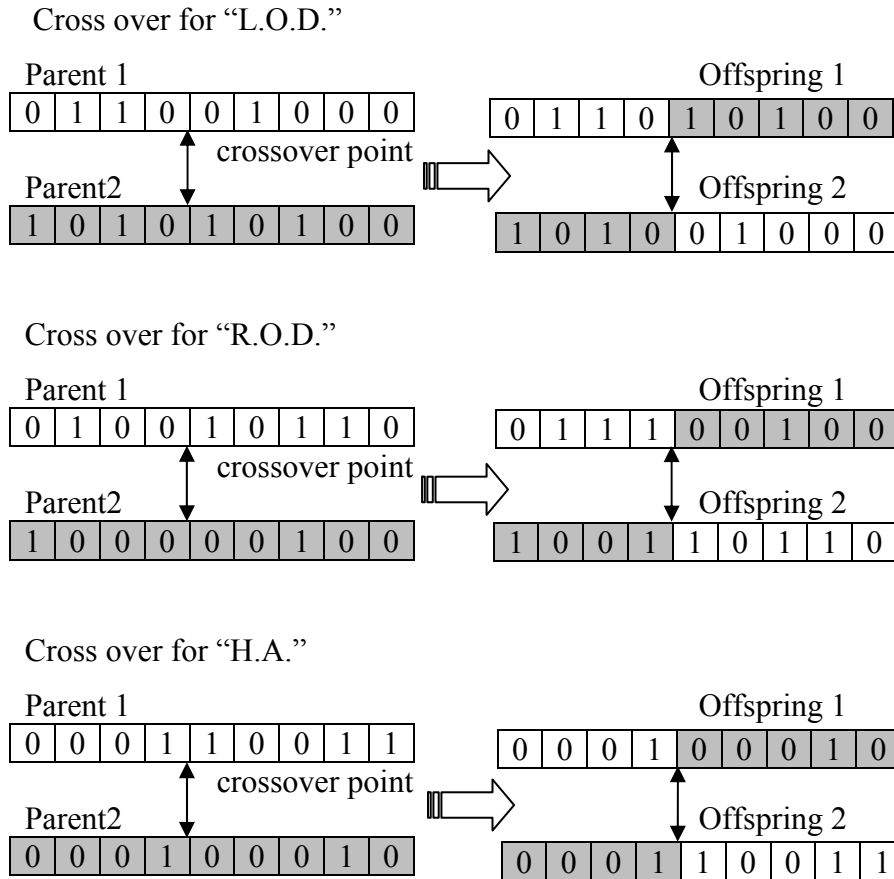 Cross over for “L.O.D.”
Parent 1
0 1 1 0 0 1 0 0 0
crossover point
Parent2
1 0 1 0 1 0 1 0 0
Offspring 1
0 1 1 0 1 0 1 0 0
Offspring 2
1 0 1 0 0 1 0 0 0
Cross over for “R.O.D.”
Parent 1
0 1 0 0 1 0 1 1 0
crossover point
Parent2
1 0 0 0 0 0 1 0 0
Offspring 1
0 1 1 1 0 0 1 0 0
Offspring 2
1 0 0 1 1 0 1 1 0
Cross over for “H.A.”
Parent 1
0 0 0 1 1 0 0 1 1
crossover point
Parent2
0 0 0 1 0 0 0 1 0
Offspring 1
0 0 0 1 0 0 0 1 0
Offspring 2
0 0 0 1 1 0 0 1 1